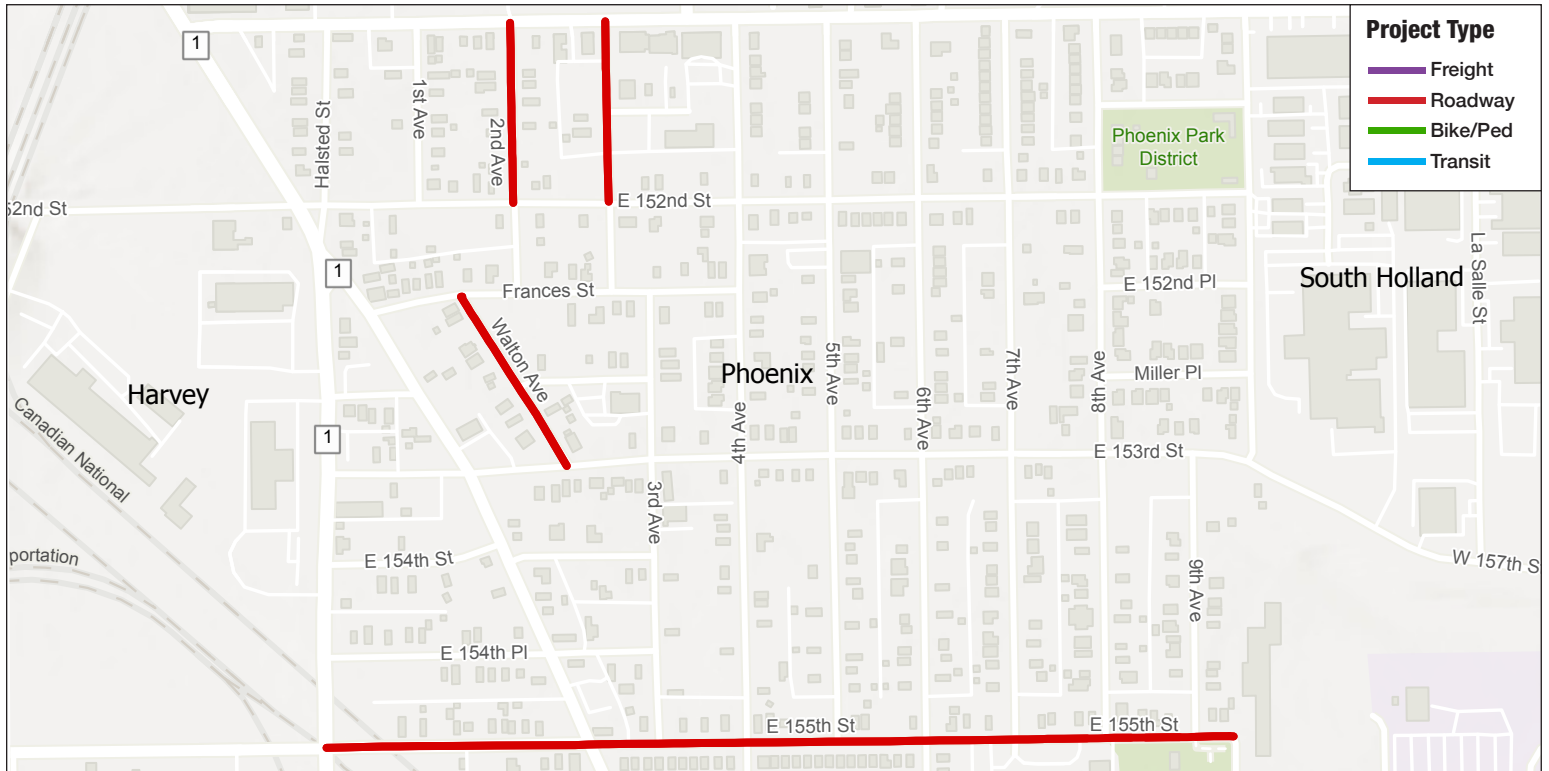 Project Type
Freight
Roadway
Bike/Ped
Transit
1
Halsted St
1st Ave
2nd Ave
Phoenix Park
District
52nd St
E 152nd St
1
Frances St
E 152nd Pl
South Holland
La Salle St
Walton Ave
Harvey
Phoenix
5th Ave
7th Ave
8th Ave
Miller Pl
4th Ave
6th Ave
Canadian National
1
E 153rd St
3rd Ave
portation
E 154th St
W 157th S
9th Ave
E 154th Pl
E 155th St
E 155th St